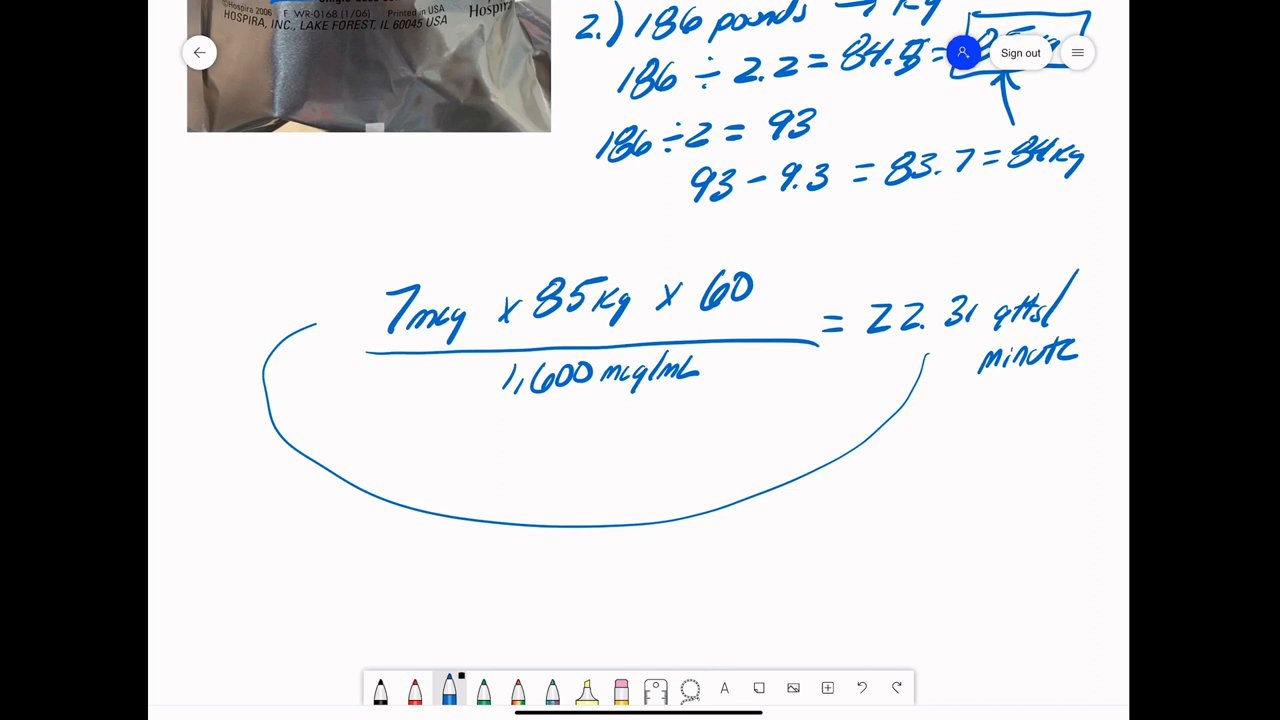 ©Hospira 2006 F WR-0168 (1/06) Printed in USA
HOSPIRA, INC., LAKE FOREST, IL 60045 USA
Hospira
2.) 186 pounds → kg
186 ÷ 2.2 = 84.5 =
Sign out
186 ÷ 2 = 93
93 - 9.3 = 83.7 = 84kg
7mcg x 85kg x 60
= 22.31 gtts/
minute
1,600 mcg/mL
A